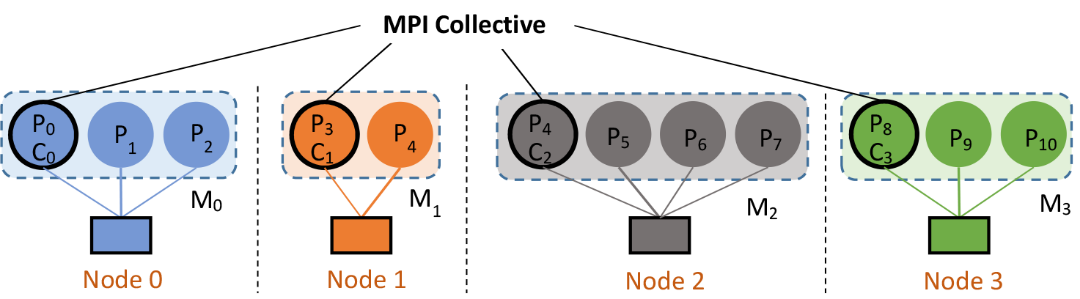 MPI Collective
P0 C0 P1 P2
P3 C1 P4
P4 C2 P5 P6 P7
P8 C3 P9 P10
M0 M1 M2 M3
Node 0 Node 1 Node 2 Node 3